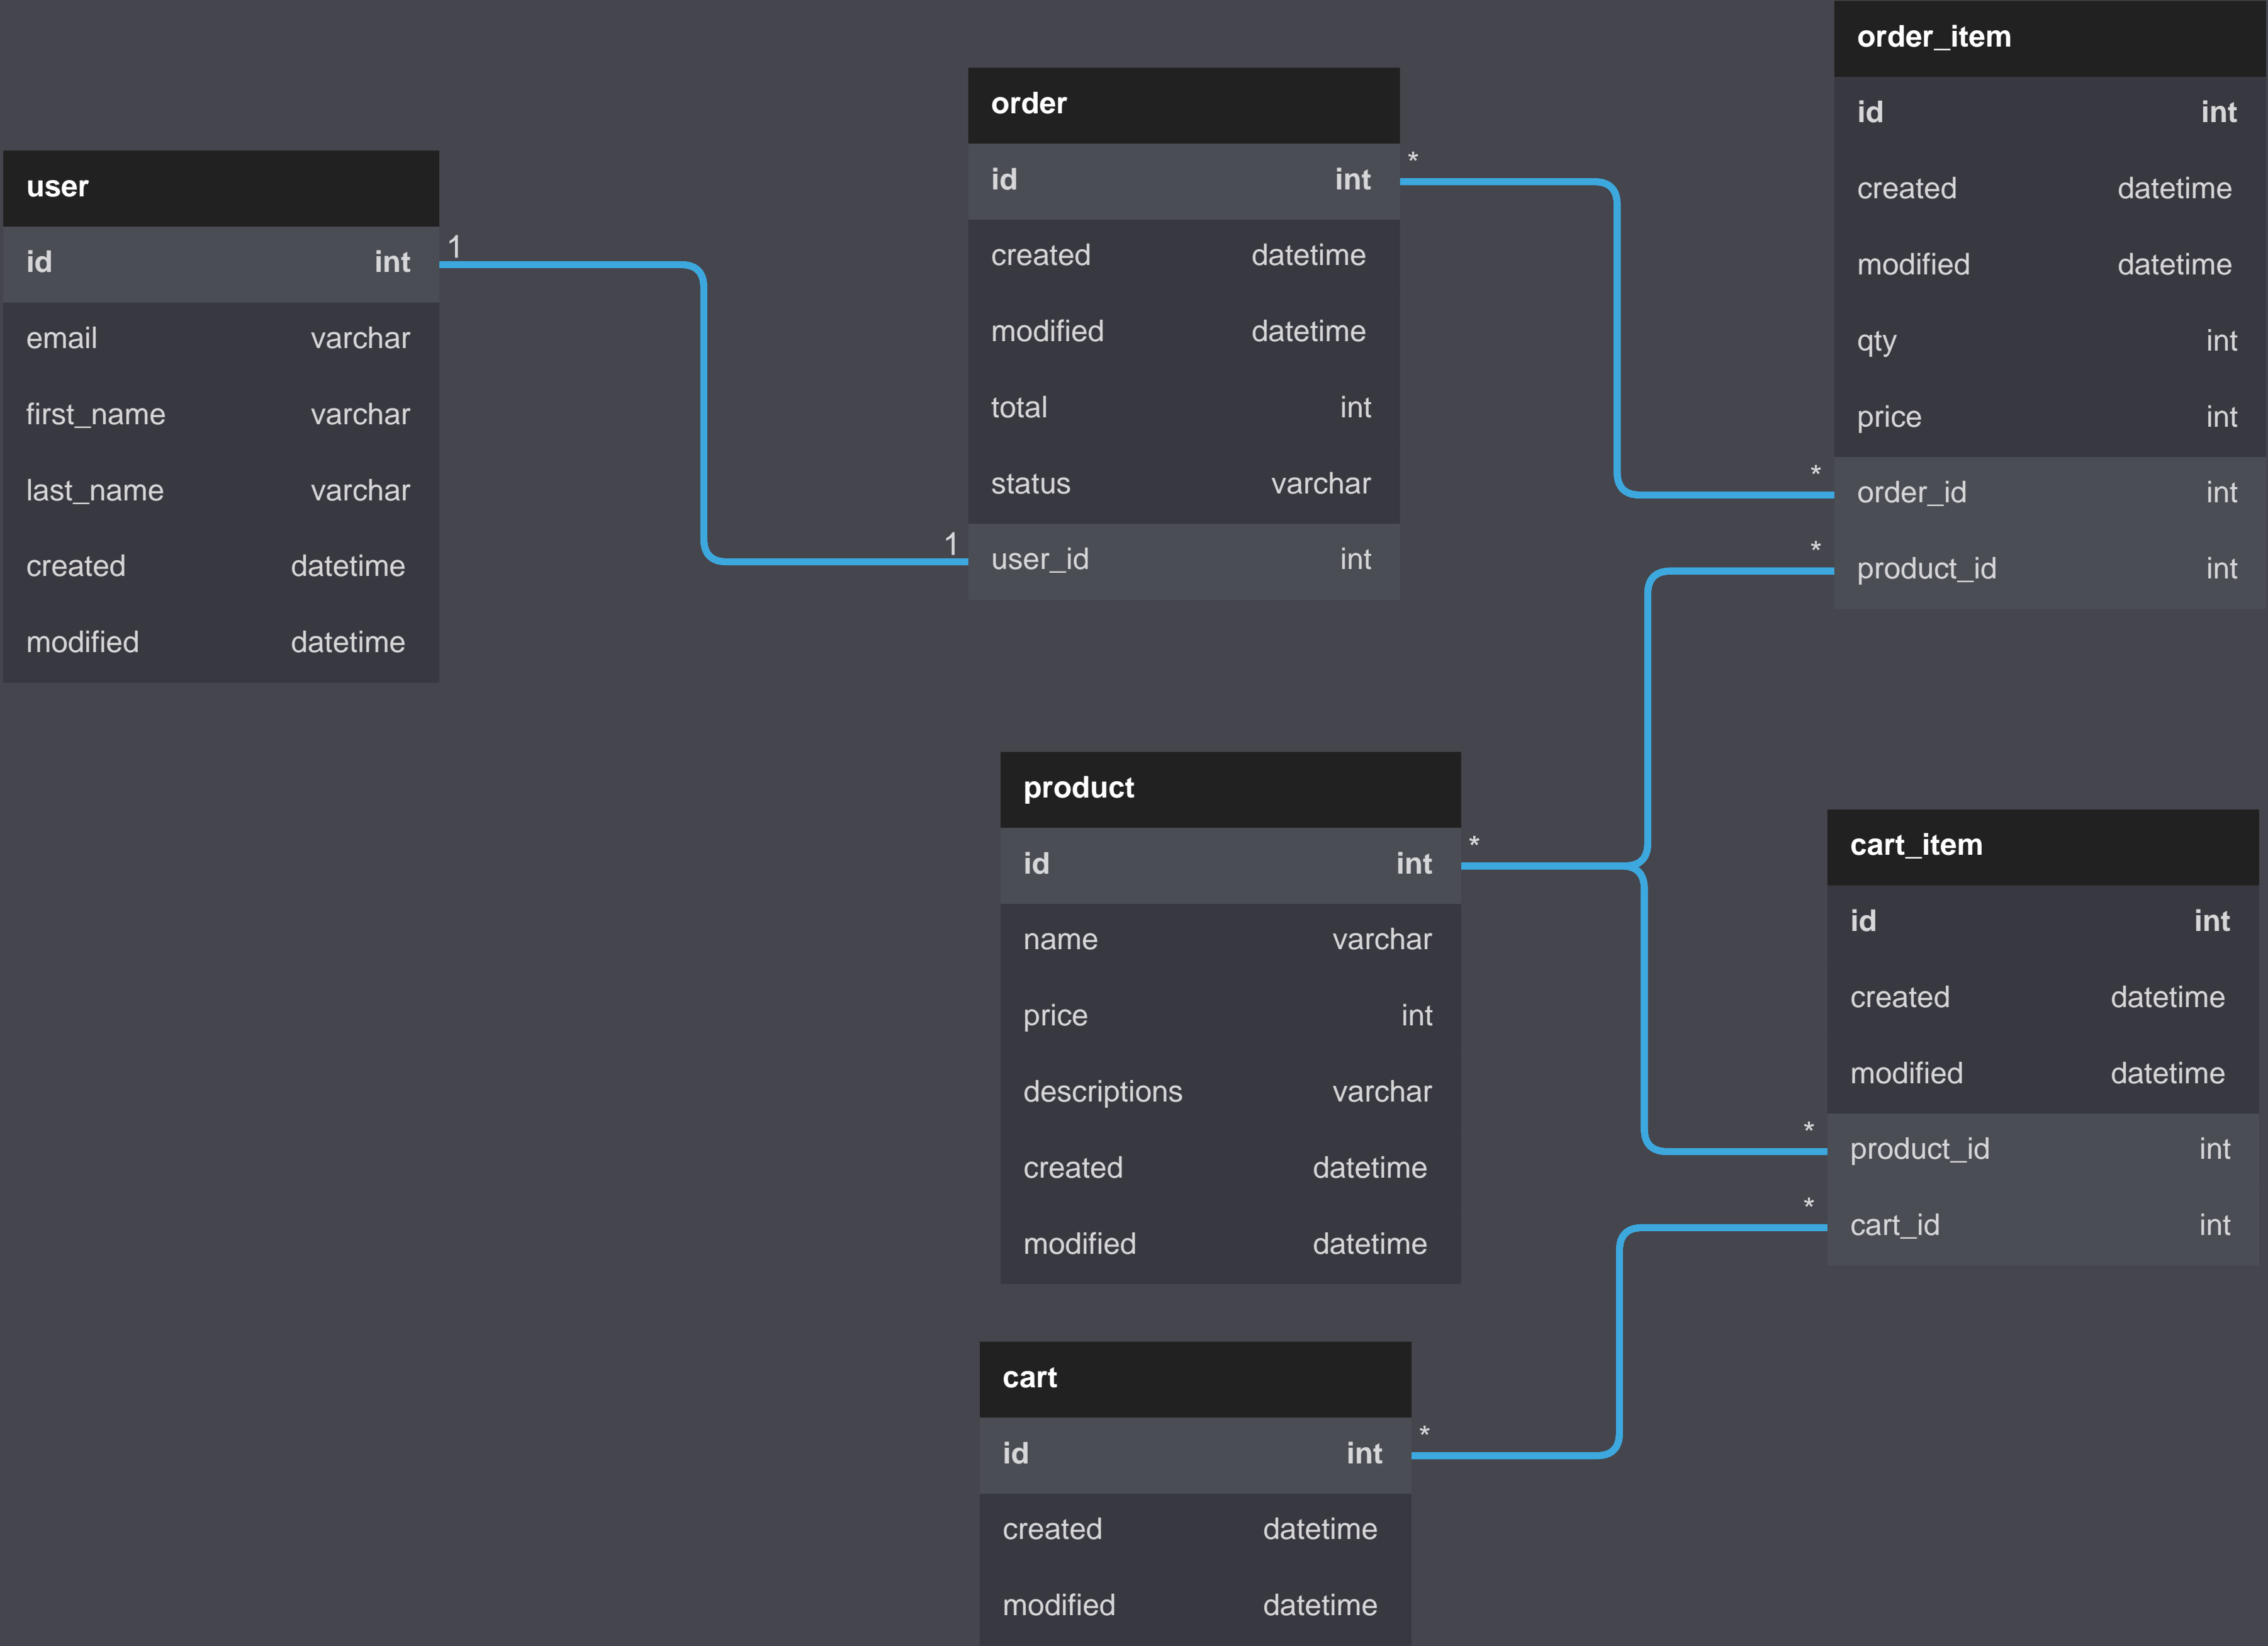 user
id int
email varchar
first_name varchar
last_name varchar
created datetime
modified datetime
1
1
order
id int
created datetime
modified datetime
total int
status varchar
user_id int
*
*
*
order_item
id int
created datetime
modified datetime
qty int
price int
order_id int
product_id int
product
id int
name varchar
price int
descriptions varchar
created datetime
modified datetime
*
*
*
cart_item
id int
created datetime
modified datetime
product_id int
cart_id int
cart
id int
created datetime
modified datetime
*